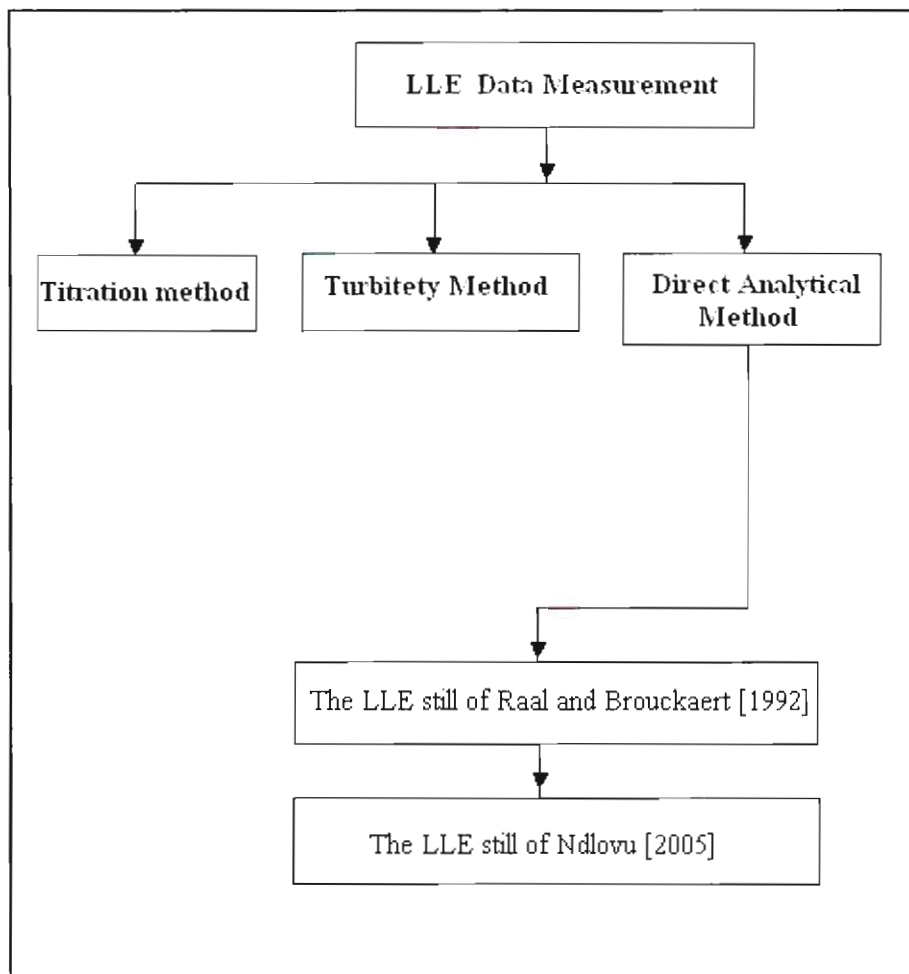 LLE Data Measurement
Titration method
Turbitety Method
Direct Analytical
Method
The LLE still of Raal and Brouckaert [1992]
The LLE still of Ndlovu [2005]